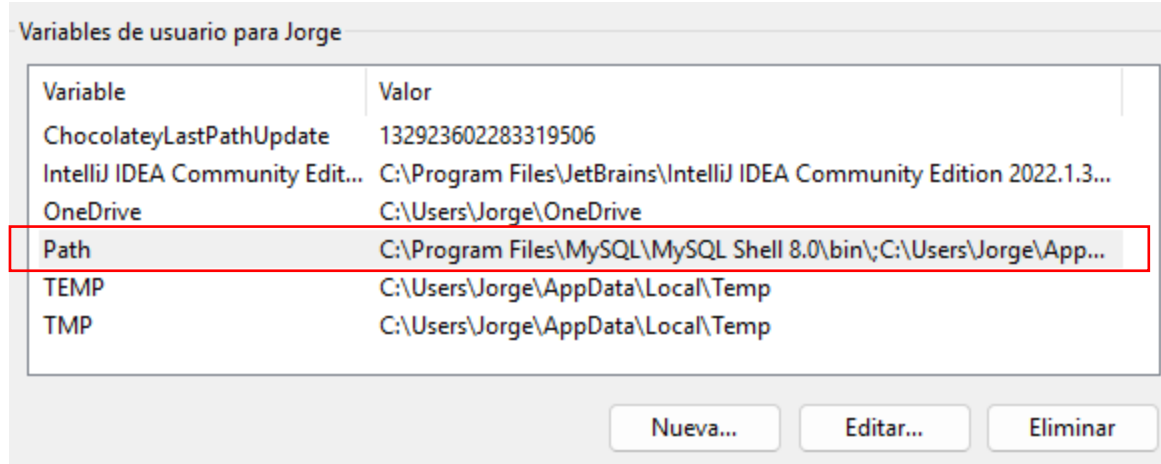 Variables de usuario para Jorge
Variable Valor
ChocolateyLastPathUpdate 132923602283319506
IntelliJ IDEA Community Edit... C:\Program Files\JetBrains\IntelliJ IDEA Community Edition 2022.1.3...
OneDrive C:\Users\Jorge\OneDrive
Path C:\Program Files\MySQL\MySQL Shell 8.0\bin\;C:\Users\Jorge\App...
TEMP C:\Users\Jorge\AppData\Local\Temp
TMP C:\Users\Jorge\AppData\Local\Temp
Nueva... Editar... Eliminar